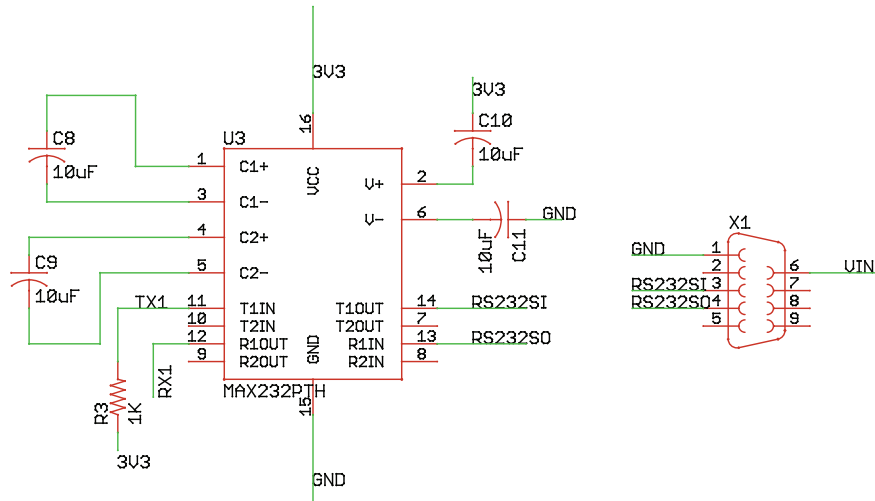 3V3
3V3
C8
10uF
16
U3
C10
10uF
1
C1+
VCC
3
C1-
V+
2
V-
6
GND
10uF
C11
4
C2+
C9
10uF
5
C2-
TX1
11
T1IN
T1OUT
14
RS232SI
10
T2IN
T2OUT
7
12
R1OUT
GND
R1IN
13
RS232SO
9
R2OUT
R2IN
8
MAX232PTH
15
RX1
R3
1K
3V3
GND
X1
GND
1
2
6
VIN
RS232SI
3
7
RS232SO
4
8
5
9